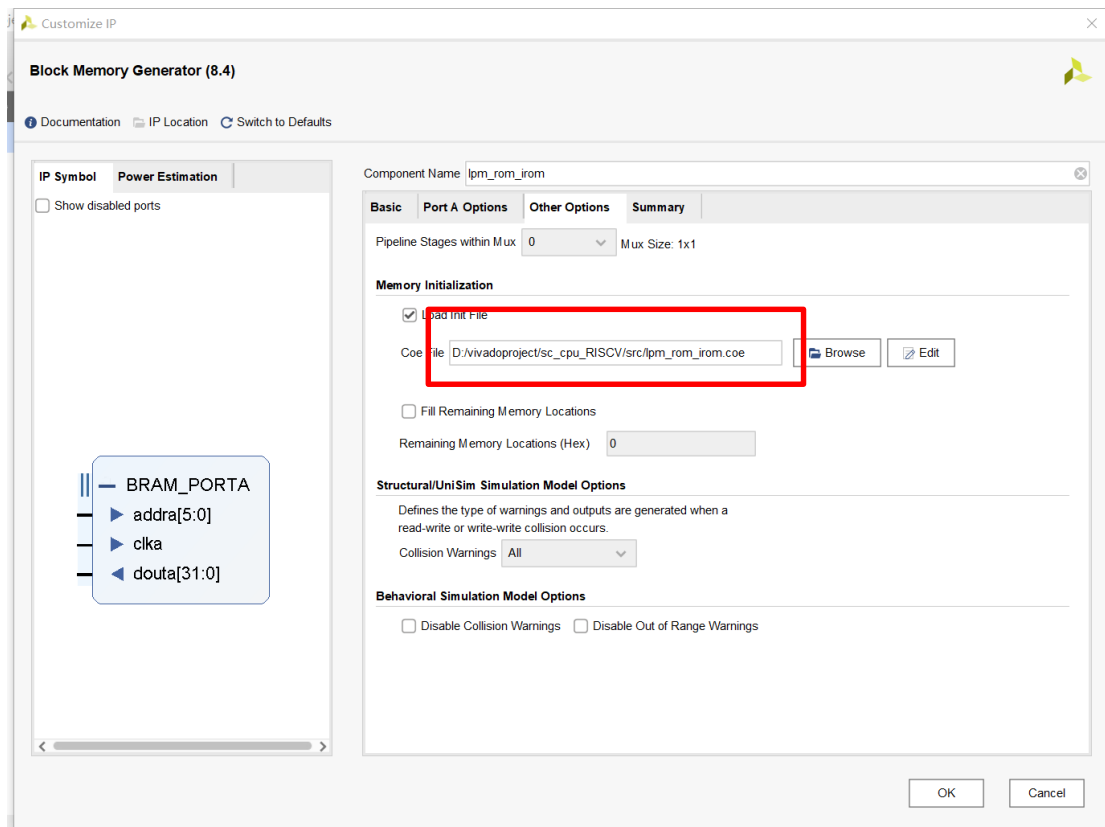 Customize IP
Block Memory Generator (8.4)
Documentation IP Location Switch to Defaults
IP Symbol Power Estimation
Show disabled ports
BRAM_PORTA
addra[5:0]
clka
douta[31:0]
Component Name lpm_rom_irom
Basic Port A Options Other Options Summary
Pipeline Stages within Mux 0 Mux Size: 1x1
Memory Initialization
Load Init File
Coe File D:/vivadoproject/sc_cpu_RISCV/src/lpm_rom_irom.coe Browse Edit
Fill Remaining Memory Locations
Remaining Memory Locations (Hex) 0
Structural/UniSim Simulation Model Options
Defines the type of warnings and outputs are generated when a
read-write or write-write collision occurs.
Collision Warnings All
Behavioral Simulation Model Options
Disable Collision Warnings Disable Out of Range Warnings
OK Cancel